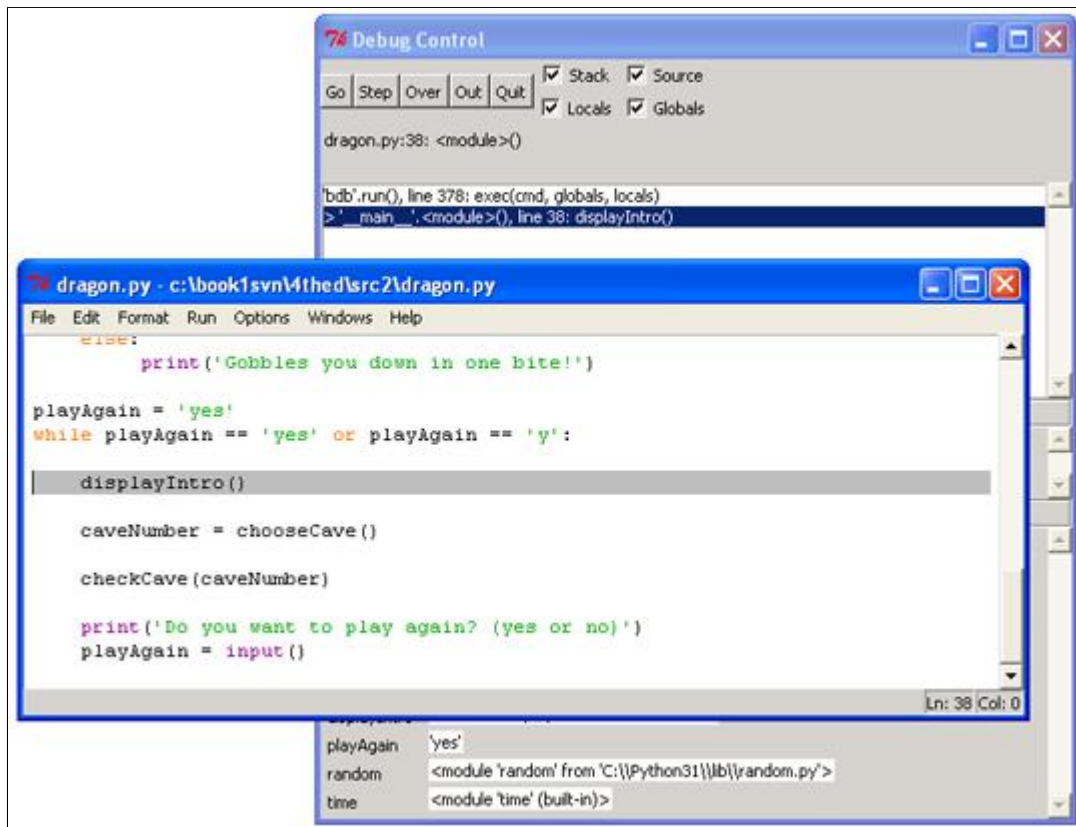 Debug Control
Go Step Over Out Quit
Stack Source
Locals Globals
dragon.py:38: <module>()
'bdb'.run(), line 378: exec(cmd, globals, locals)
> '__main__'.<module>(), line 38: displayIntro()
dragon.py - c:\book1svn\4thed\src2\dragon.py
File Edit Format Run Options Windows Help
else:
print('Gobbles you down in one bite!')
playAgain = 'yes'
while playAgain == 'yes' or playAgain == 'y':
displayIntro()
caveNumber = chooseCave()
checkCave(caveNumber)
print('Do you want to play again? (yes or no)')
playAgain = input()
Ln: 38 Col: 0
playAgain 'yes'
random <module 'random' from 'C:\\Python31\\lib\\random.py'>
time <module 'time' (built-in)>